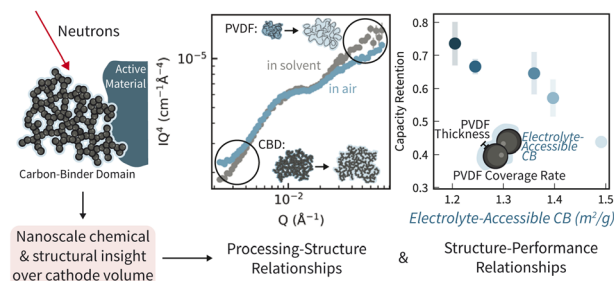 Neutrons
Active
Material
Carbon-Binder Domain
Nanoscale chemical
& structural insight
over cathode volume
PVDF:
in solvent
in air
CBD:
IQ⁴ (cm⁻¹Å⁻⁴)
10⁻⁵
10⁻²
Q (Å⁻¹)
Processing-Structure
Relationships
&
Capacity Retention
0.8
0.7
0.6
0.5
0.4
0.3
PVDF
Thickness
Electrolyte-
Accessible
CB
PVDF Coverage Rate
1.2 1.3 1.4 1.5
Electrolyte-Accessible CB (m²/g)
Structure-Performance
Relationships